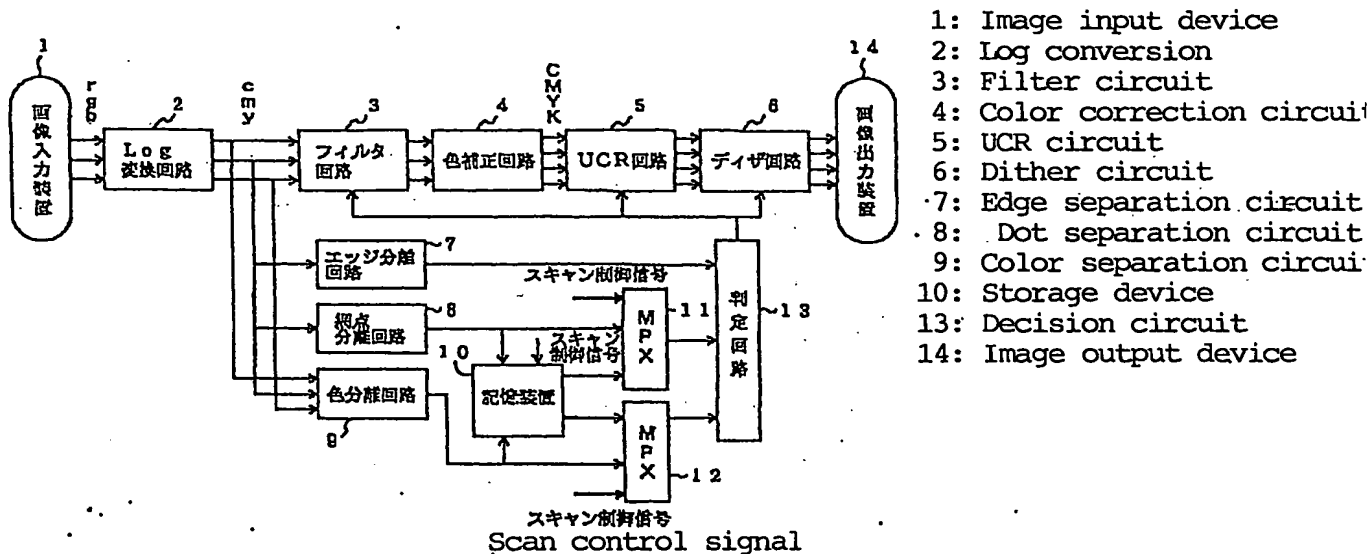 1
画像入力装置
rgb
2
Log
変換回路
cmy
3
フィルタ
回路
4
色補正回路
CMYK
5
UCR回路
6
ディザ回路
14
画像出力装置
7
エッジ分離
回路
スキャン制御信号
8
網点
分離回路
スキャン
制御信号
MPX
11
判定回路
13
10
記憶装置
色分離回路
9
MPX
12
スキャン制御信号
Scan control signal
1: Image input device
2: Log conversion
3: Filter circuit
4: Color correction circuit
5: UCR circuit
6: Dither circuit
7: Edge separation circuit
8: Dot separation circuit
9: Color separation circui
10: Storage device
13: Decision circuit
14: Image output device